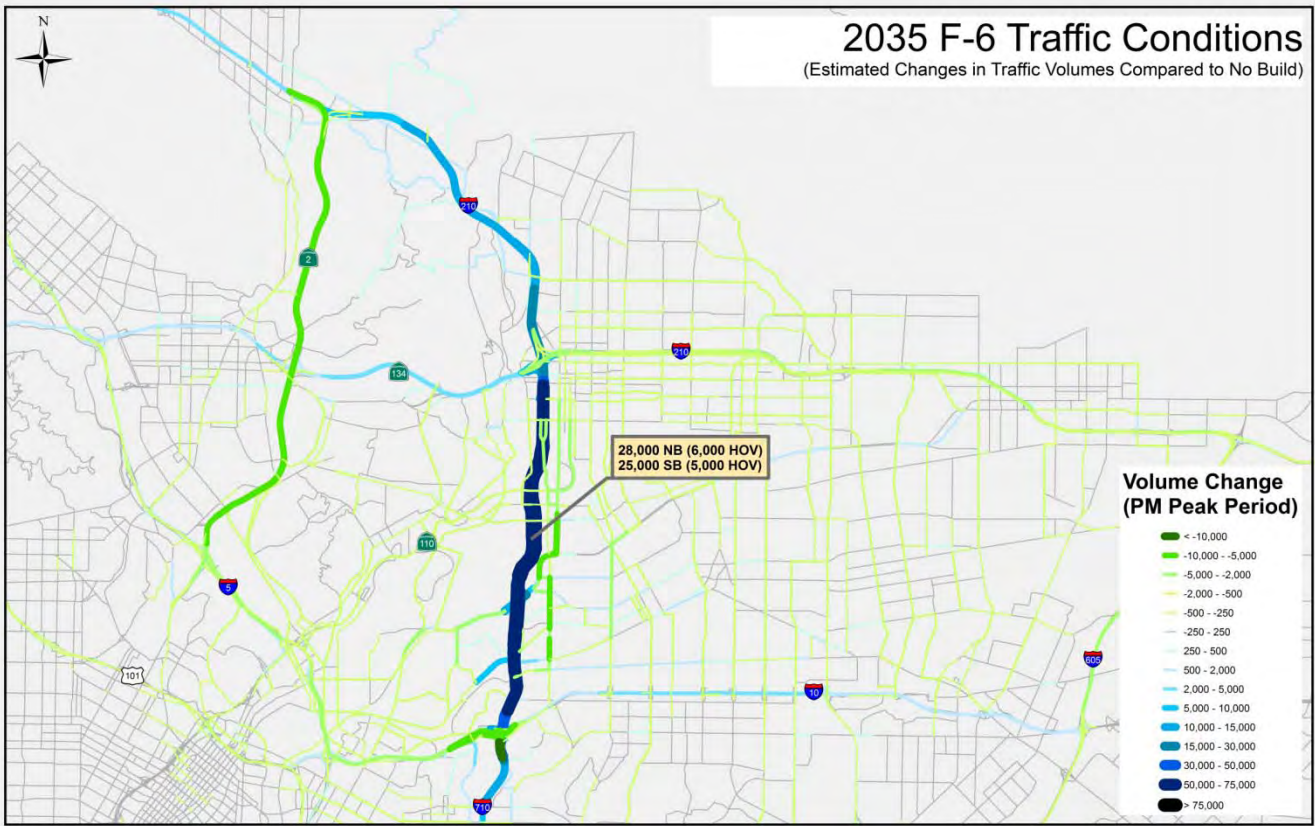 N
2035 F-6 Traffic Conditions
(Estimated Changes in Traffic Volumes Compared to No Build)
210
2
210
134
28,000 NB (6,000 HOV)
25,000 SB (5,000 HOV)
110
5
101
605
10
710
Volume Change
(PM Peak Period)
< -10,000
-10,000 - -5,000
-5,000 - -2,000
-2,000 - -500
-500 - -250
-250 - 250
250 - 500
500 - 2,000
2,000 - 5,000
5,000 - 10,000
10,000 - 15,000
15,000 - 30,000
30,000 - 50,000
50,000 - 75,000
> 75,000